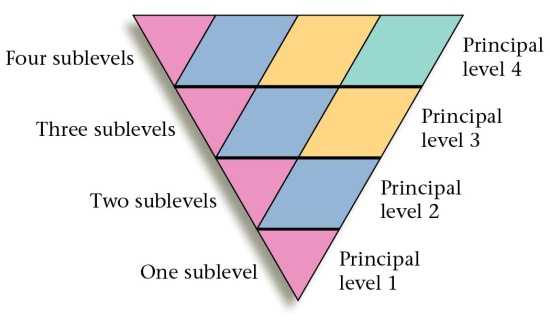 Four sublevels
Principal
level 4
Three sublevels
Principal
level 3
Two sublevels
Principal
level 2
One sublevel
Principal
level 1